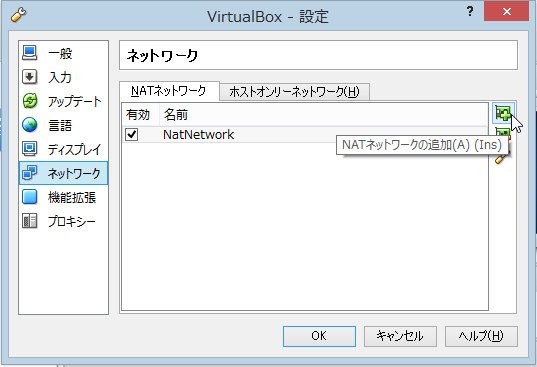 VirtualBox - 設定
一般
入力
アップデート
言語
ディスプレイ
ネットワーク
機能拡張
プロキシー
ネットワーク
NATネットワーク
ホストオンリーネットワーク(H)
有効 名前
NatNetwork
NATネットワークの追加(A) (Ins)
OK
キャンセル
ヘルプ(H)